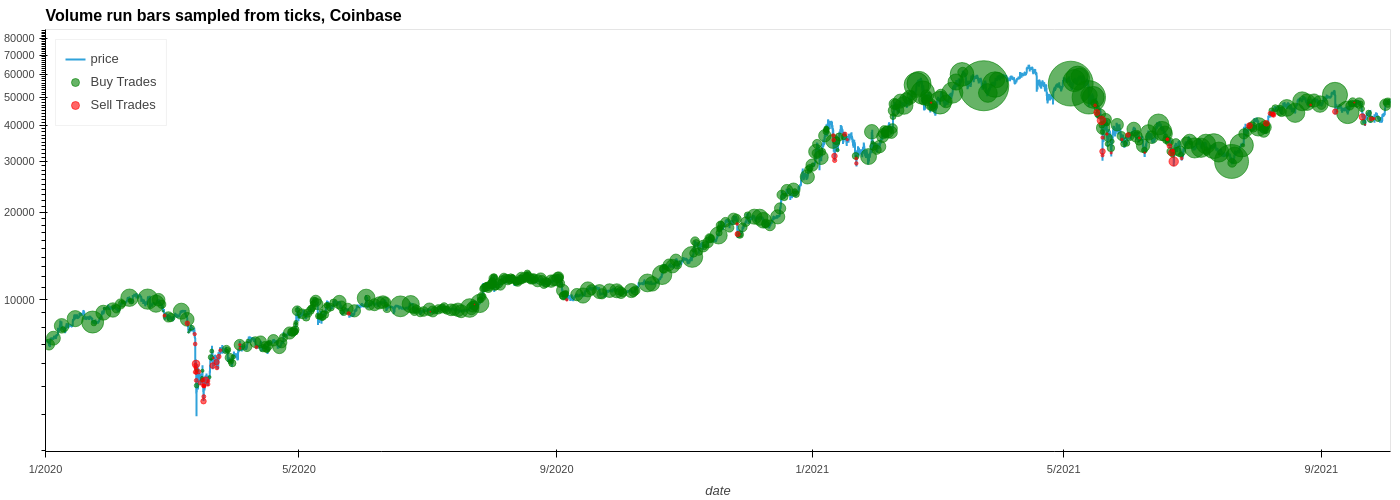 Volume run bars sampled from ticks, Coinbase
80000
70000
60000
50000
40000
30000
20000
10000
price
Buy Trades
Sell Trades
1/2020
5/2020
9/2020
1/2021
5/2021
9/2021
date